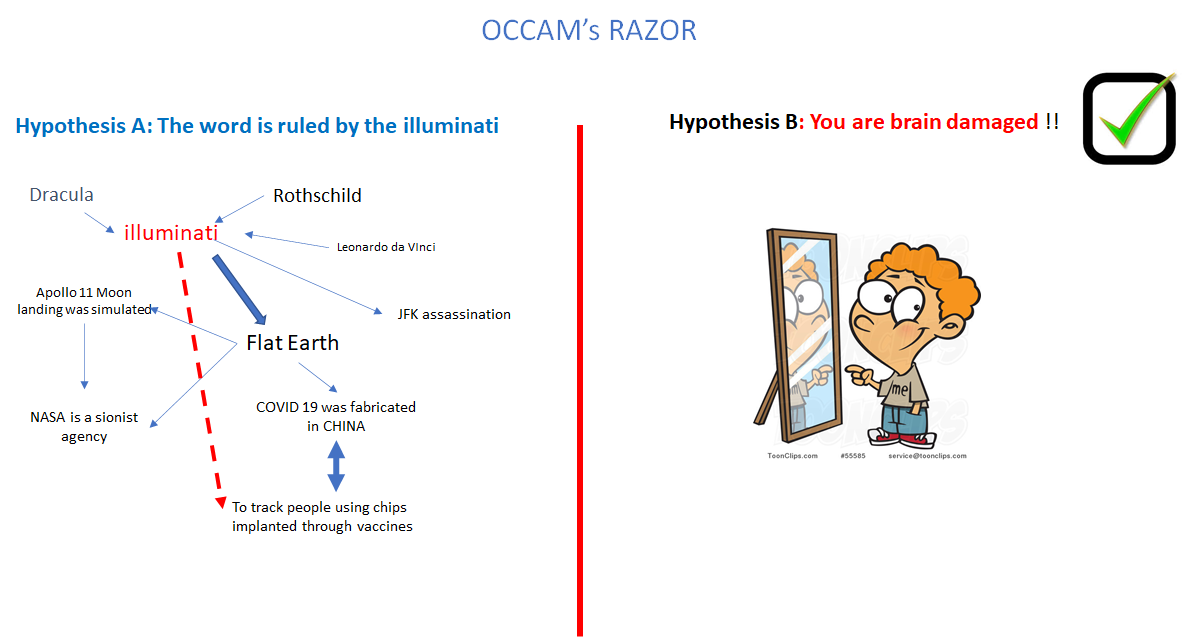 OCCAM's RAZOR
Hypothesis A: The word is ruled by the illuminati
Dracula
Rothschild
illuminati
Leonardo da VInci
Apollo 11 Moon
landing was simulated
JFK assassination
Flat Earth
NASA is a sionist
agency
COVID 19 was fabricated
in CHINA
To track people using chips
implanted through vaccines
Hypothesis B: You are brain damaged !!
me!
ToonClips.com #55585 service@toonclips.com